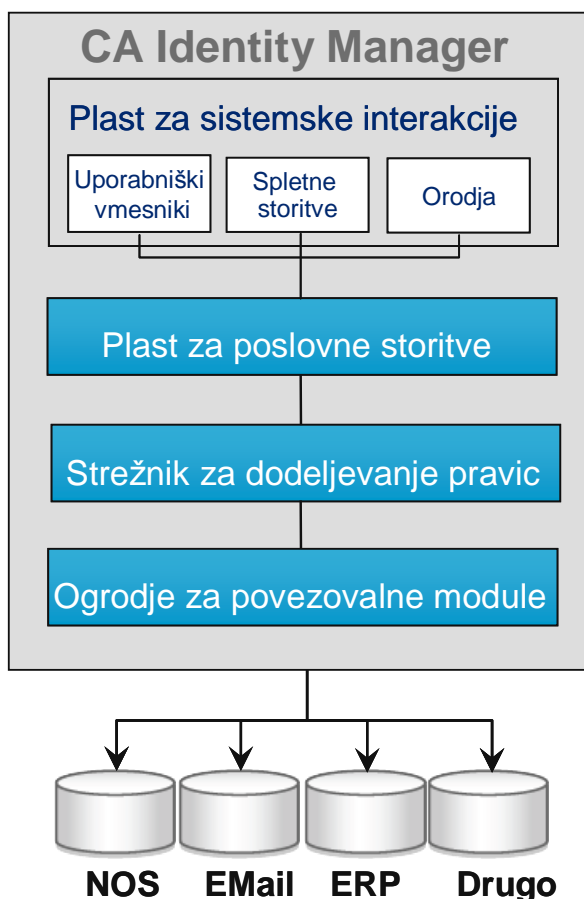 CA Identity Manager
Plast za sistemske interakcije
Uporabniški
vmesniki
Spletne
storitve
Orodja
Plast za poslovne storitve
Strežnik za dodeljevanje pravic
Ogrodje za povezovalne module
NOS EMail ERP Drugo